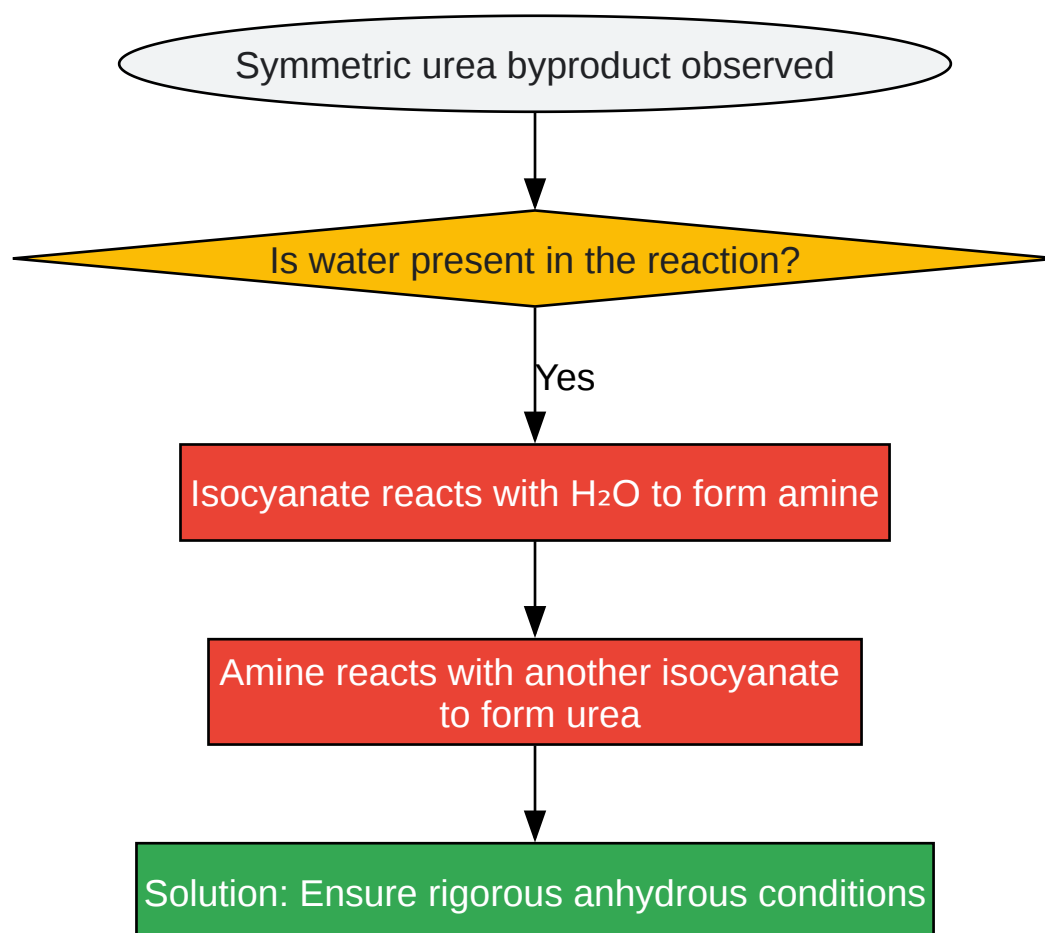 Symmetric urea byproduct observed
Is water present in the reaction?
Yes
Isocyanate reacts with H₂O to form amine
Amine reacts with another isocyanate
to form urea
Solution: Ensure rigorous anhydrous conditions